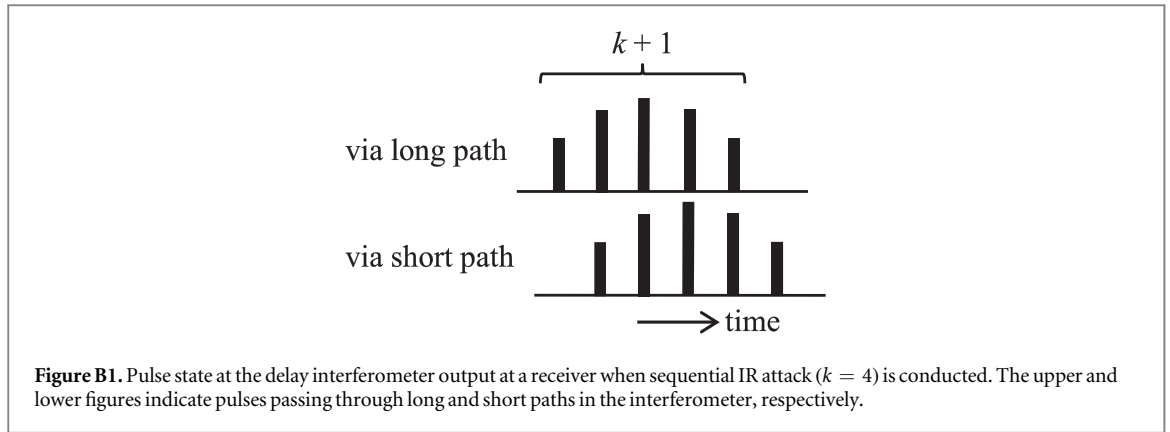 k + 1
via long path
via short path
time
Figure B1. Pulse state at the delay interferometer output at a receiver when sequential IR attack (k = 4) is conducted. The upper and
lower figures indicate pulses passing through long and short paths in the interferometer, respectively.